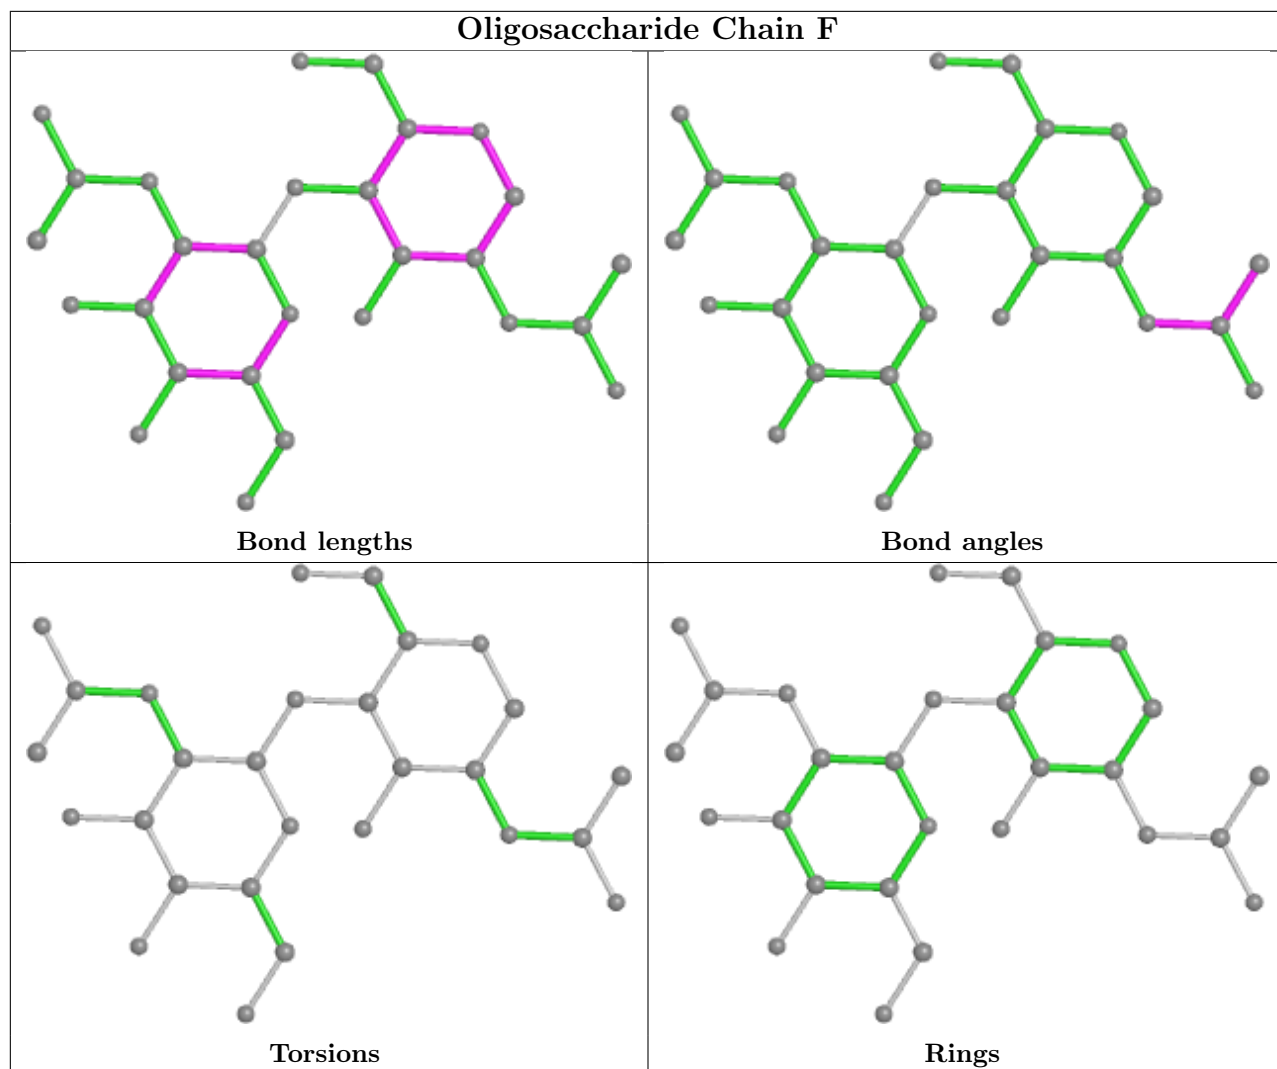 Oligosaccharide Chain F
Bond lengths
Bond angles
Torsions
Rings